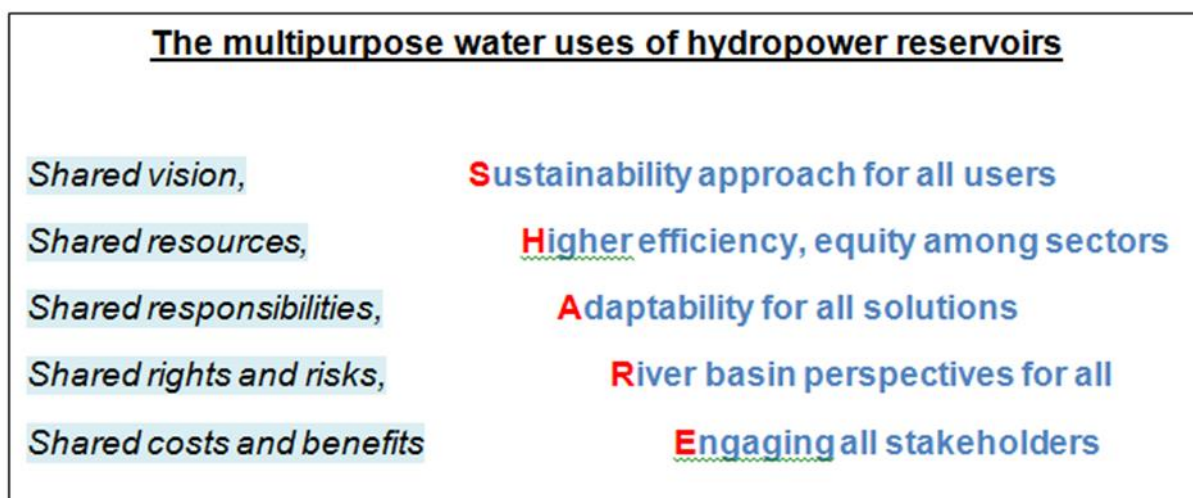 The multipurpose water uses of hydropower reservoirs
Shared vision, Sustainability approach for all users
Shared resources, Higher efficiency, equity among sectors
Shared responsibilities, Adaptability for all solutions
Shared rights and risks, River basin perspectives for all
Shared costs and benefits Engaging all stakeholders